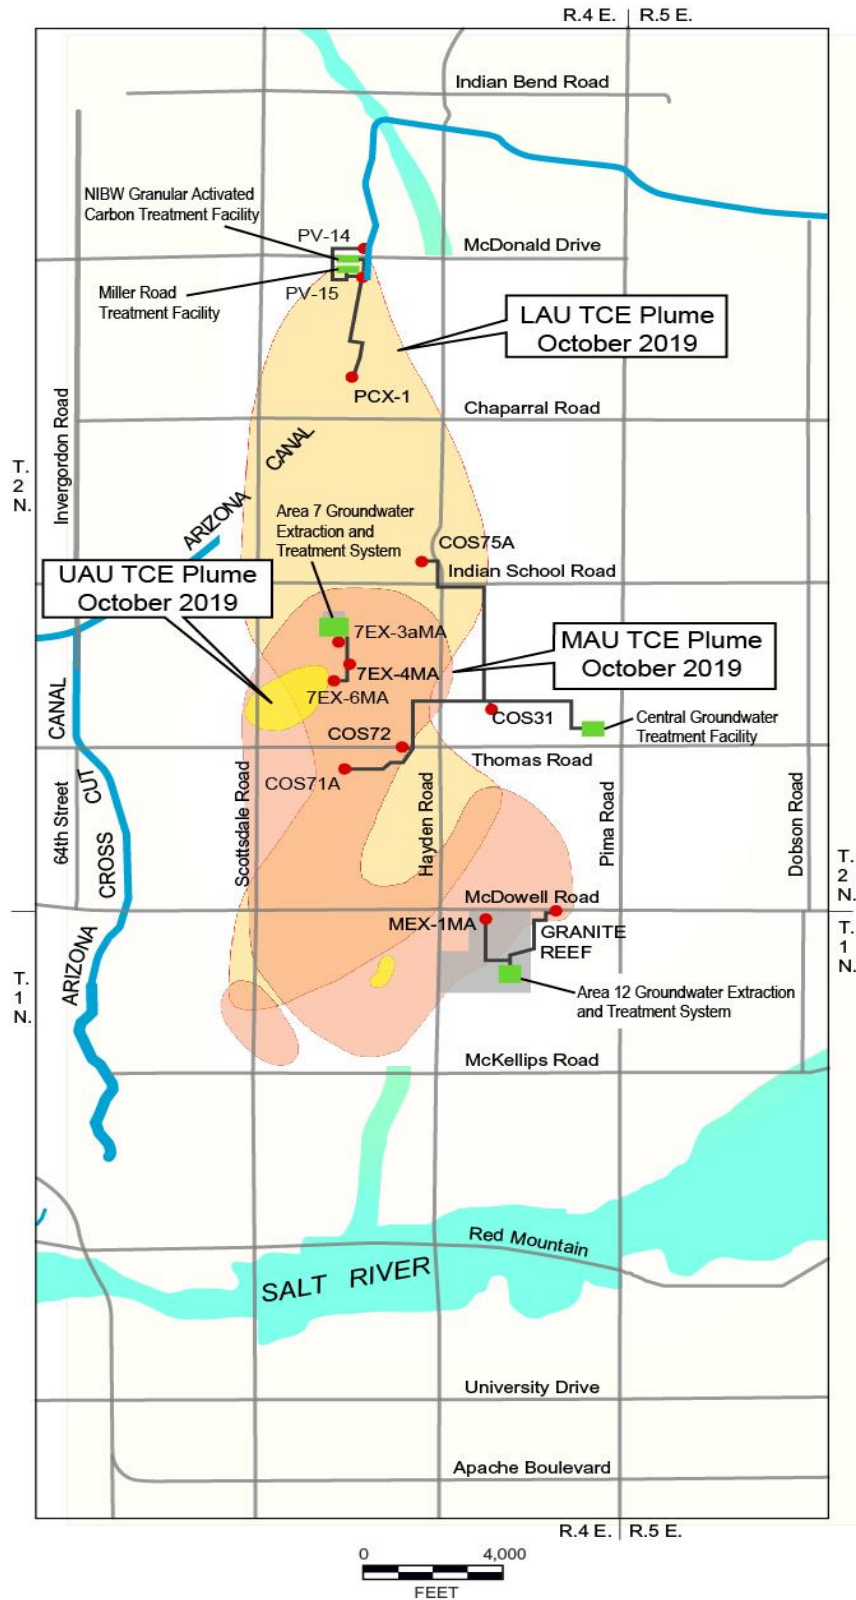 R.4 E. R.5 E.
Indian Bend Road
NIBW Granular Activated
Carbon Treatment Facility
PV-14
McDonald Drive
Miller Road
Treatment Facility
PV-15
LAU TCE Plume
October 2019
PCX-1
Chaparral Road
Invergordon Road
ARIZONA CANAL
T.
2
N.
Area 7 Groundwater
Extraction and
Treatment System
COS75A
Indian School Road
UAU TCE Plume
October 2019
7EX-3aMA
MAU TCE Plume
October 2019
7EX-4MA
7EX-6MA
COS31
Central Groundwater
Treatment Facility
COS72
Thomas Road
COS71A
64th Street
Scottsdale Road
Hayden Road
Pima Road
Dobson Road
ARIZONA CROSS CUT CANAL
T.
2
N.
McDowell Road
MEX-1MA
GRANITE
REEF
T.
1
N.
T.
1
N.
Area 12 Groundwater Extraction
and Treatment System
McKellips Road
Red Mountain
SALT RIVER
University Drive
Apache Boulevard
R.4 E. R.5 E.
0 4,000
FEET